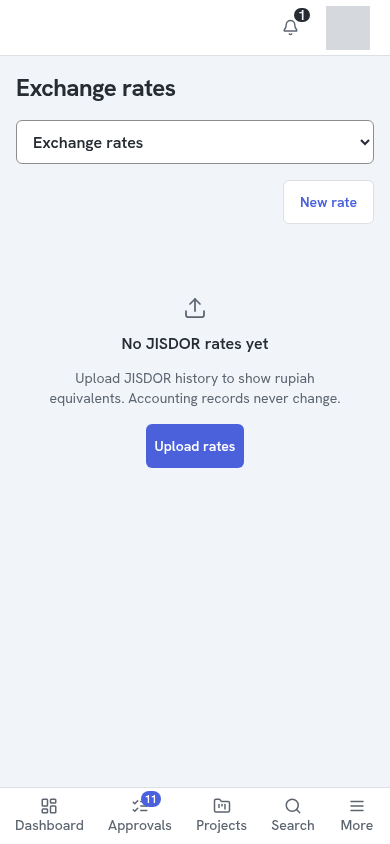 1
Exchange rates
Exchange rates
New rate
No JISDOR rates yet
Upload JISDOR history to show rupiah
equivalents. Accounting records never change.
Upload rates
11
Dashboard
Approvals
Projects
Search
More